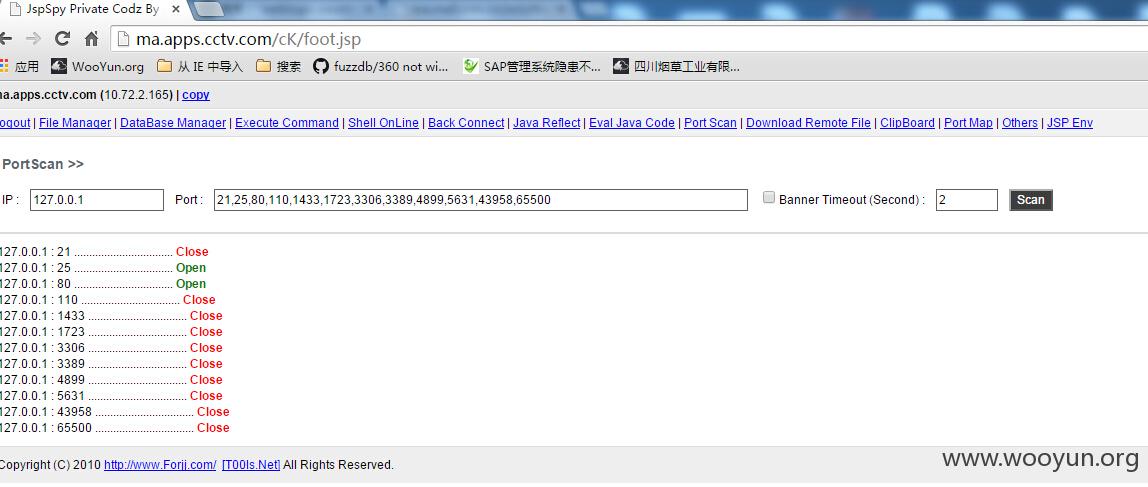 JspSpy Private Codz By
ma.apps.cctv.com/cK/foot.jsp
应用 WooYun.org 从 IE 中导入 搜索 fuzzdb/360 not wi... SAP管理系统隐患不... 四川烟草工业有限...
ma.apps.cctv.com (10.72.2.165) | copy
ogout | File Manager | DataBase Manager | Execute Command | Shell OnLine | Back Connect | Java Reflect | Eval Java Code | Port Scan | Download Remote File | ClipBoard | Port Map | Others | JSP Env
PortScan >>
IP : 127.0.0.1 Port : 21,25,80,110,1433,1723,3306,3389,4899,5631,43958,65500 Banner Timeout (Second) : 2 Scan
127.0.0.1 : 21 ................................. Close
127.0.0.1 : 25 ................................. Open
127.0.0.1 : 80 ................................. Open
127.0.0.1 : 110 ................................. Close
127.0.0.1 : 1433 ................................. Close
127.0.0.1 : 1723 ................................. Close
127.0.0.1 : 3306 ................................. Close
127.0.0.1 : 3389 ................................. Close
127.0.0.1 : 4899 ................................. Close
127.0.0.1 : 5631 ................................. Close
127.0.0.1 : 43958 ................................. Close
127.0.0.1 : 65500 ................................. Close
Copyright (C) 2010 http://www.Forjj.com/ [T00ls.Net] All Rights Reserved.
www.wooyun.org